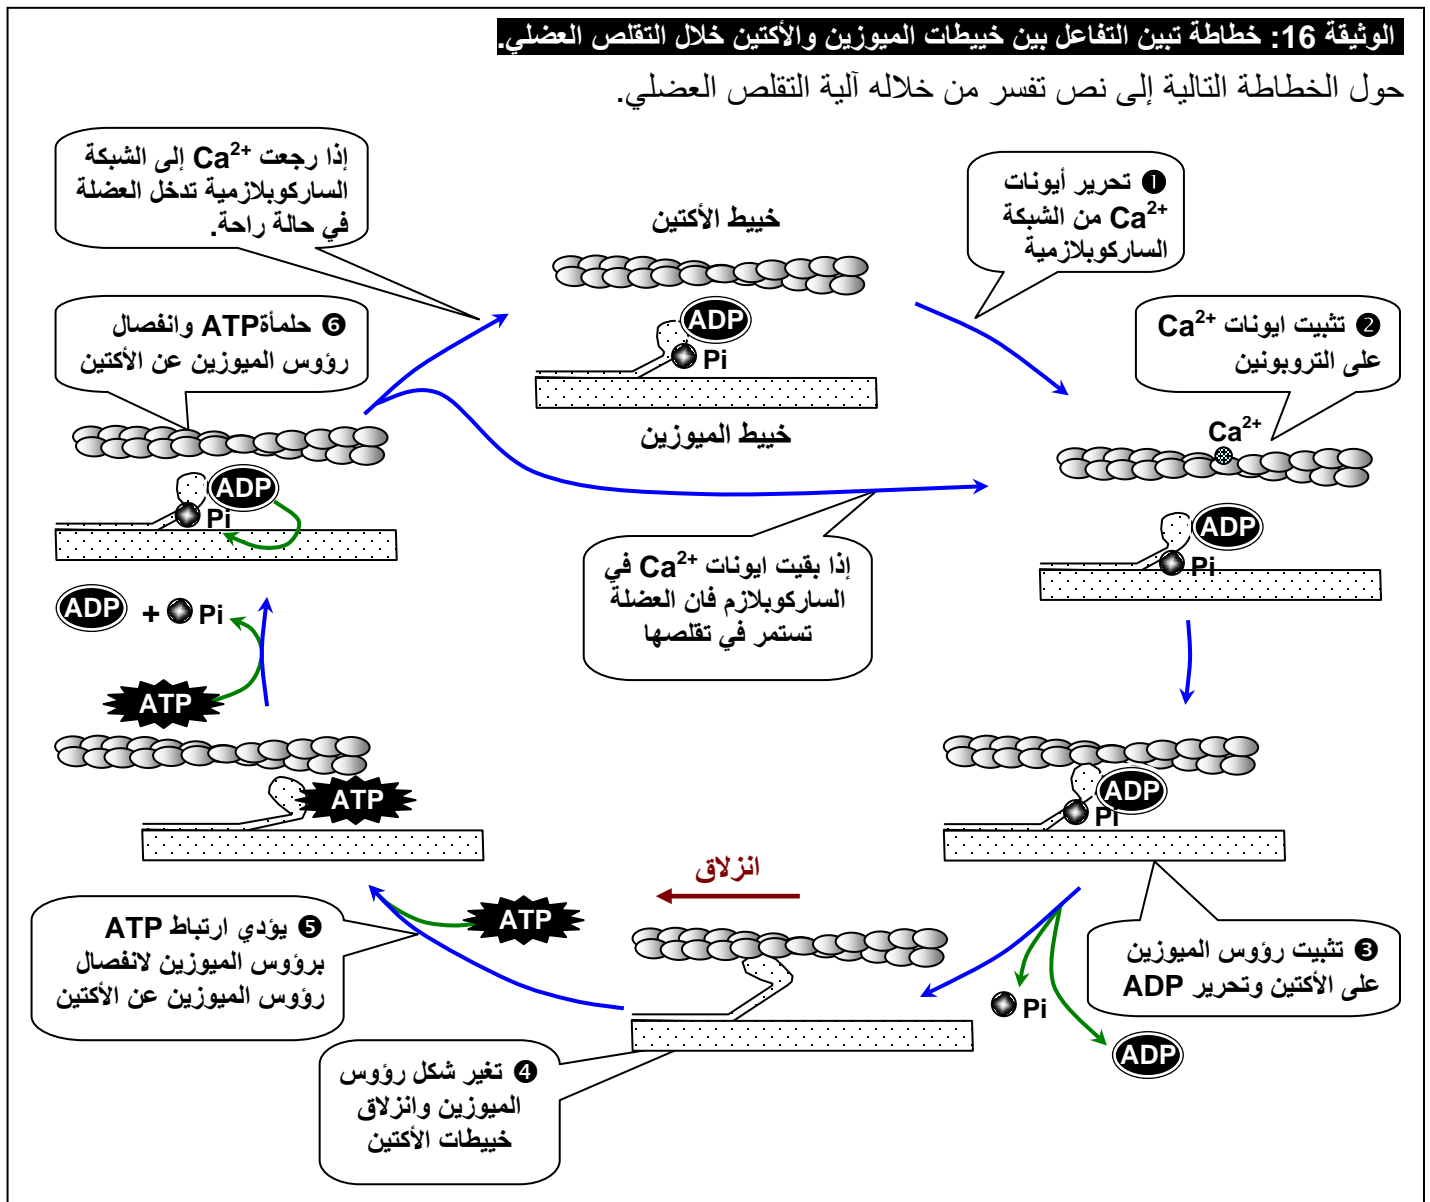 الوثيقة 16: خطاطة تبين التفاعل بين خييطات الميوزين والأكتين خلال التقلص العضلي.
حول الخطاطة التالية إلى نص تفسر من خلاله آلية التقلص العضلي.
إذا رجعت Ca2+ إلى الشبكة
الساركوبلازمية تدخل العضلة
في حالة راحة.
خييط الأكتين
❶ تحرير أيونات
Ca2+ من الشبكة
الساركوبلازمية
ADP
Pi
خييط الميوزين
❷ تثبيت ايونات Ca2+
على التروبونين
Ca2+
ADP
Pi
❻ حلمأةATP وانفصال
رؤوس الميوزين عن الأكتين
ADP
Pi
إذا بقيت ايونات Ca2+ في
الساركوبلازم فان العضلة
تستمر في تقلصها
ADP + Pi
ATP
ATP
ADP
Pi
انزلاق
ATP
❸ تثبيت رؤوس الميوزين
على الأكتين وتحرير ADP
Pi
ADP
❺ يؤدي ارتباط ATP
برؤوس الميوزين لانفصال
رؤوس الميوزين عن الأكتين
❹ تغير شكل رؤوس
الميوزين وانزلاق
خييطات الأكتين